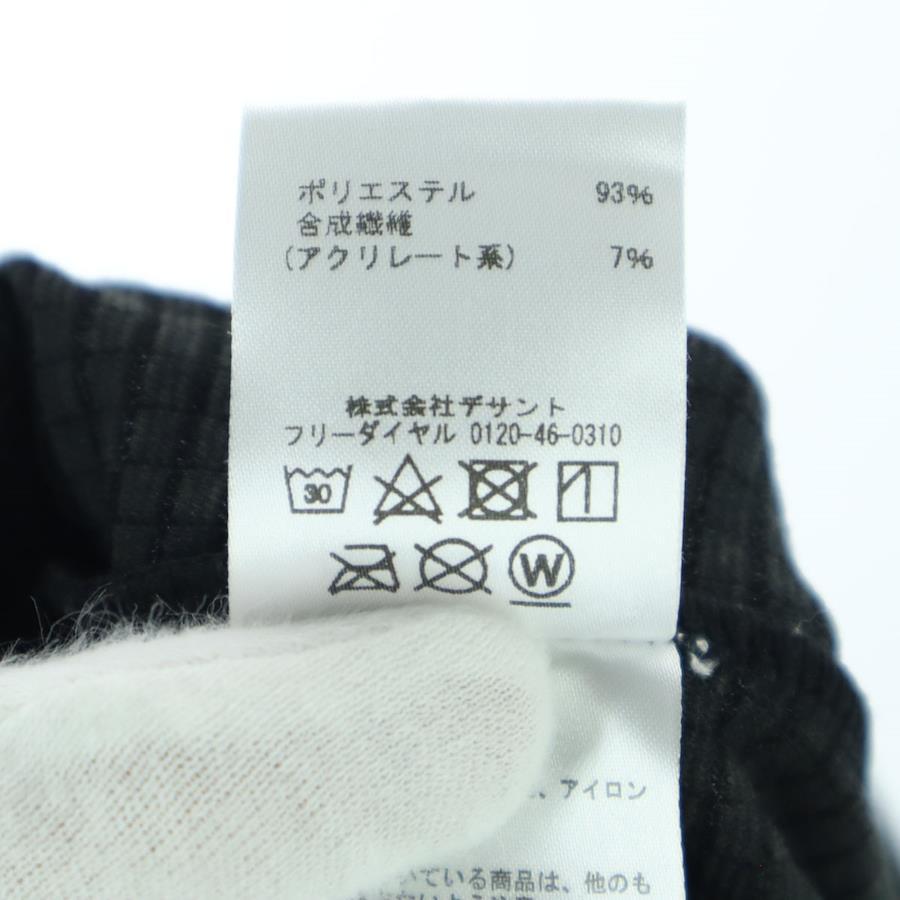 ポリエステル 93%
合成繊維
(アクリレート系) 7%
株式会社デサント
フリーダイヤル 0120-46-0310
30
W
、アイロン
いている商品は、他のも